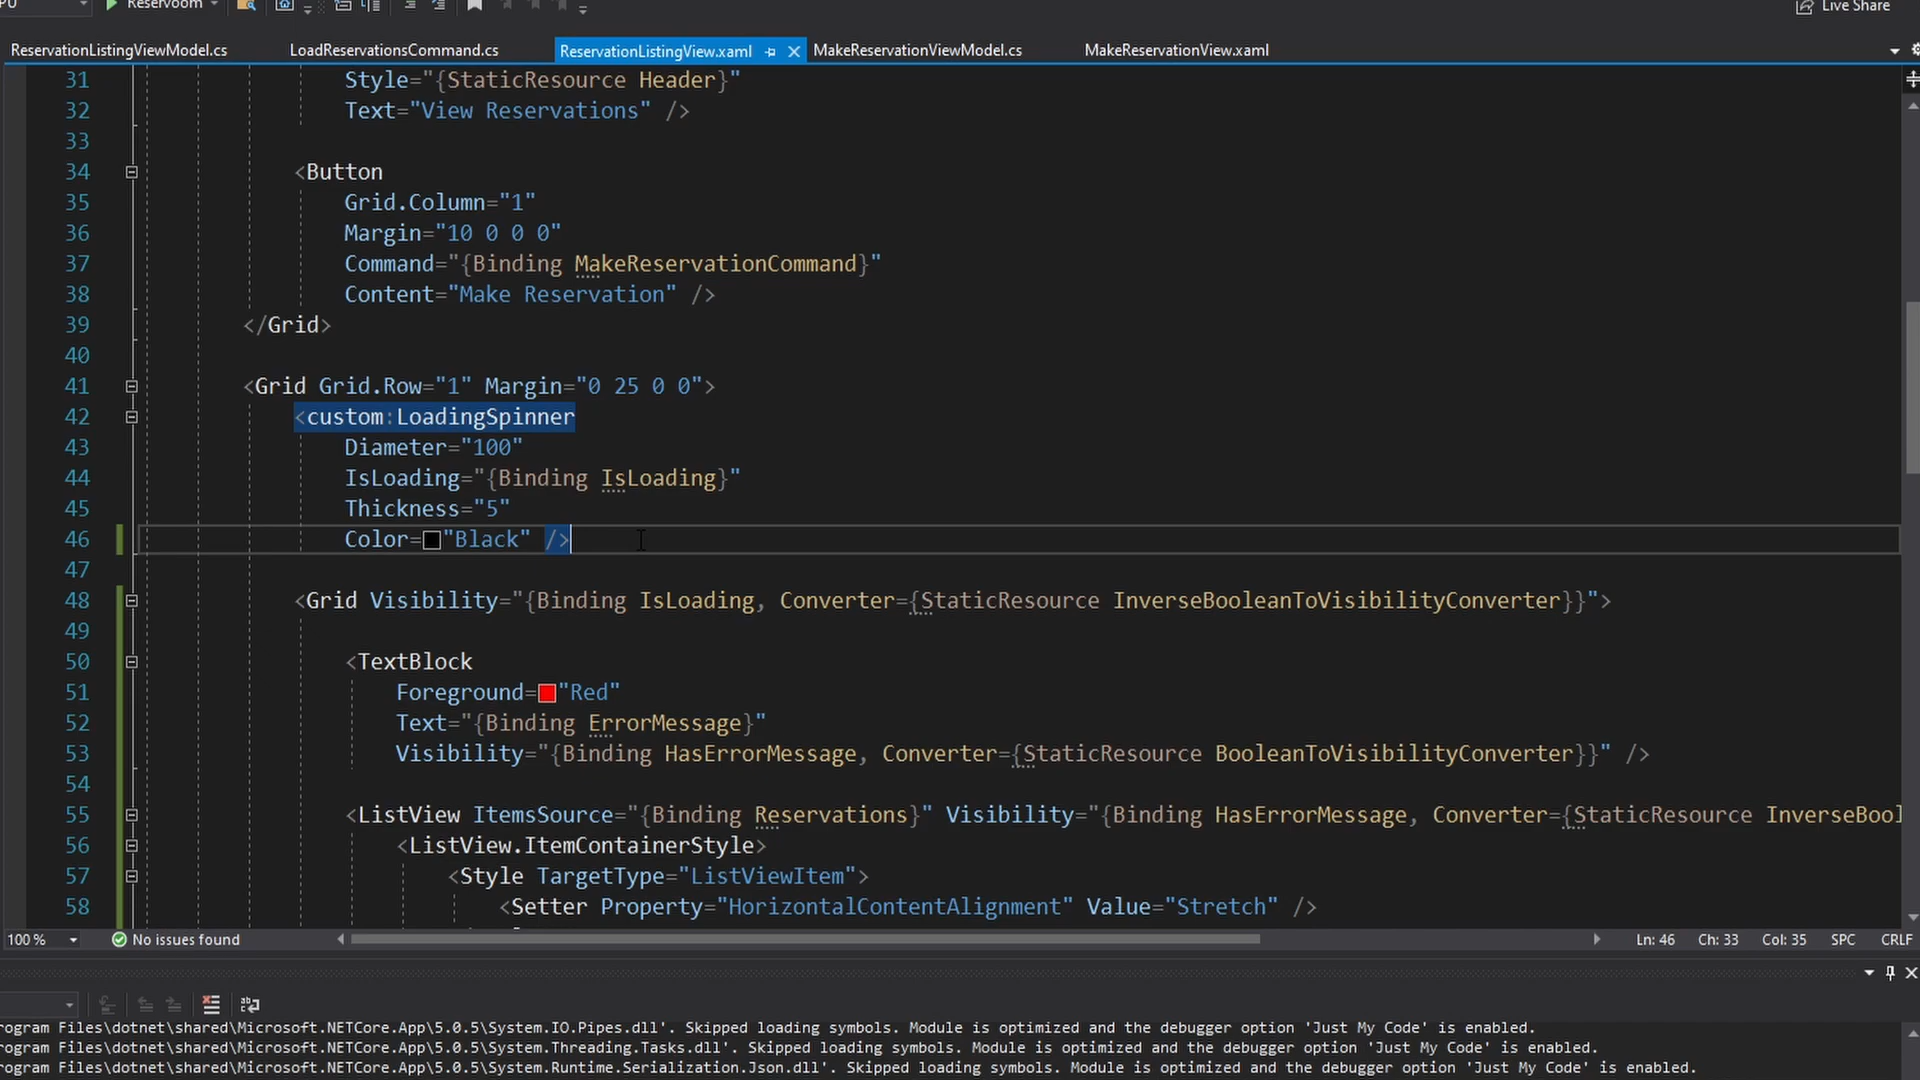 Reservoom
Live Share
ReservationListingViewModel.cs
LoadReservationsCommand.cs
ReservationListingView.xaml
MakeReservationViewModel.cs
MakeReservationView.xaml
31 Style="{StaticResource Header}"
32 Text="View Reservations" />
33
34 <Button
35 Grid.Column="1"
36 Margin="10 0 0 0"
37 Command="{Binding MakeReservationCommand}"
38 Content="Make Reservation" />
39 </Grid>
40
41 <Grid Grid.Row="1" Margin="0 25 0 0">
42 <custom:LoadingSpinner
43 Diameter="100"
44 IsLoading="{Binding IsLoading}"
45 Thickness="5"
46 Color="Black" />
47
48 <Grid Visibility="{Binding IsLoading, Converter={StaticResource InverseBooleanToVisibilityConverter}}">
49
50 <TextBlock
51 Foreground="Red"
52 Text="{Binding ErrorMessage}"
53 Visibility="{Binding HasErrorMessage, Converter={StaticResource BooleanToVisibilityConverter}}" />
54
55 <ListView ItemsSource="{Binding Reservations}" Visibility="{Binding HasErrorMessage, Converter={StaticResource InverseBool
56 <ListView.ItemContainerStyle>
57 <Style TargetType="ListViewItem">
58 <Setter Property="HorizontalContentAlignment" Value="Stretch" />
100 %
No issues found
Ln: 46
Ch: 33
Col: 35
SPC
CRLF
rogram Files\dotnet\shared\Microsoft.NETCore.App\5.0.5\System.IO.Pipes.dll'. Skipped loading symbols. Module is optimized and the debugger option 'Just My Code' is enabled.
rogram Files\dotnet\shared\Microsoft.NETCore.App\5.0.5\System.Threading.Tasks.dll'. Skipped loading symbols. Module is optimized and the debugger option 'Just My Code' is enabled.
rogram Files\dotnet\shared\Microsoft.NETCore.App\5.0.5\System.Runtime.Serialization.Json.dll'. Skipped loading symbols. Module is optimized and the debugger option 'Just My Code' is enabled.